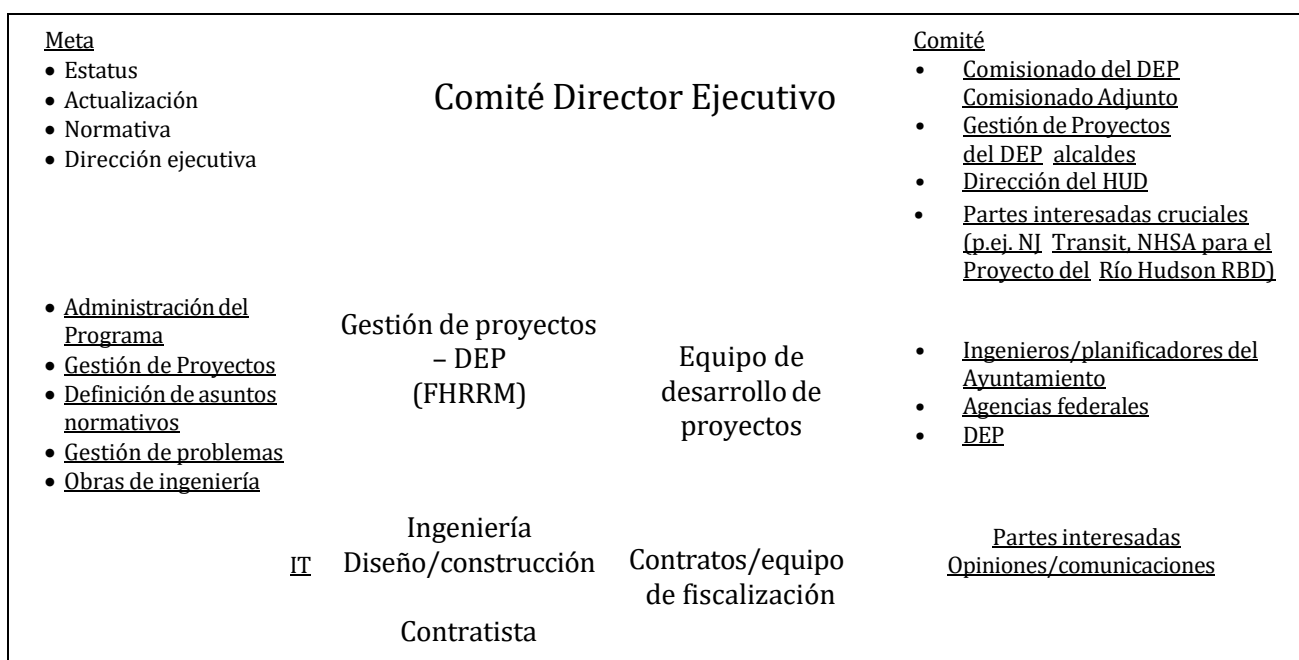 Meta
• Estatus
• Actualización
• Normativa
• Dirección ejecutiva
Comité Director Ejecutivo
Comité
• Comisionado del DEP
Comisionado Adjunto
• Gestión de Proyectos
del DEP alcaldes
• Dirección del HUD
• Partes interesadas cruciales
(p.ej. NJ Transit, NHSA para el
Proyecto del Río Hudson RBD)
• Administración del
Programa
• Gestión de Proyectos
• Definición de asuntos
normativos
• Gestión de problemas
• Obras de ingeniería
Gestión de proyectos
– DEP
(FHRRM)
Equipo de
desarrollo de
proyectos
• Ingenieros/planificadores del
Ayuntamiento
• Agencias federales
• DEP
IT
Ingeniería
Diseño/construcción
Contratista
Contratos/equipo
de fiscalización
Partes interesadas
Opiniones/comunicaciones